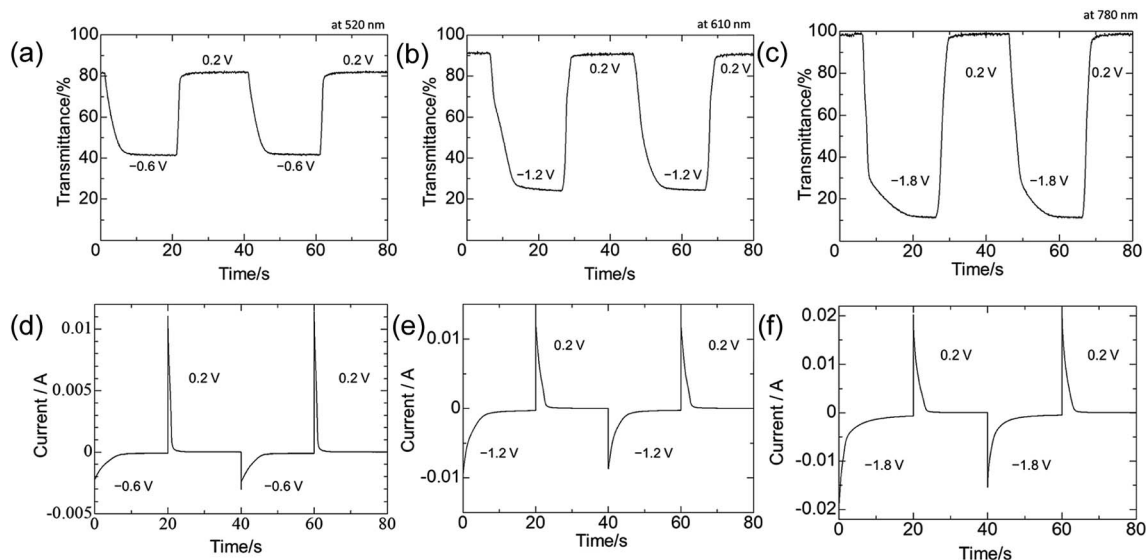 at 520 nm
(a)
Transmittance/%
100
80
60
40
20
0.2 V
0.2 V
−0.6 V
−0.6 V
0 20 40 60 80
Time/s
at 610 nm
(b)
Transmittance/%
100
80
60
40
20
0.2 V
0.2 V
−1.2 V
−1.2 V
0 20 40 60 80
Time/s
at 780 nm
(c)
Transmittance/%
100
90
80
70
60
50
40
30
20
10
0.2 V
0.2 V
−1.8 V
−1.8 V
0 20 40 60 80
Time/s
(d)
Current / A
0.01
0.005
0
-0.005
0.2 V
0.2 V
−0.6 V
−0.6 V
0 20 40 60 80
Time/s
(e)
Current / A
0.01
0
-0.01
0.2 V
0.2 V
−1.2 V
−1.2 V
0 20 40 60 80
Time/s
(f)
Current / A
0.02
0.01
0
-0.01
-0.02
0.2 V
0.2 V
−1.8 V
−1.8 V
0 20 40 60 80
Time/s